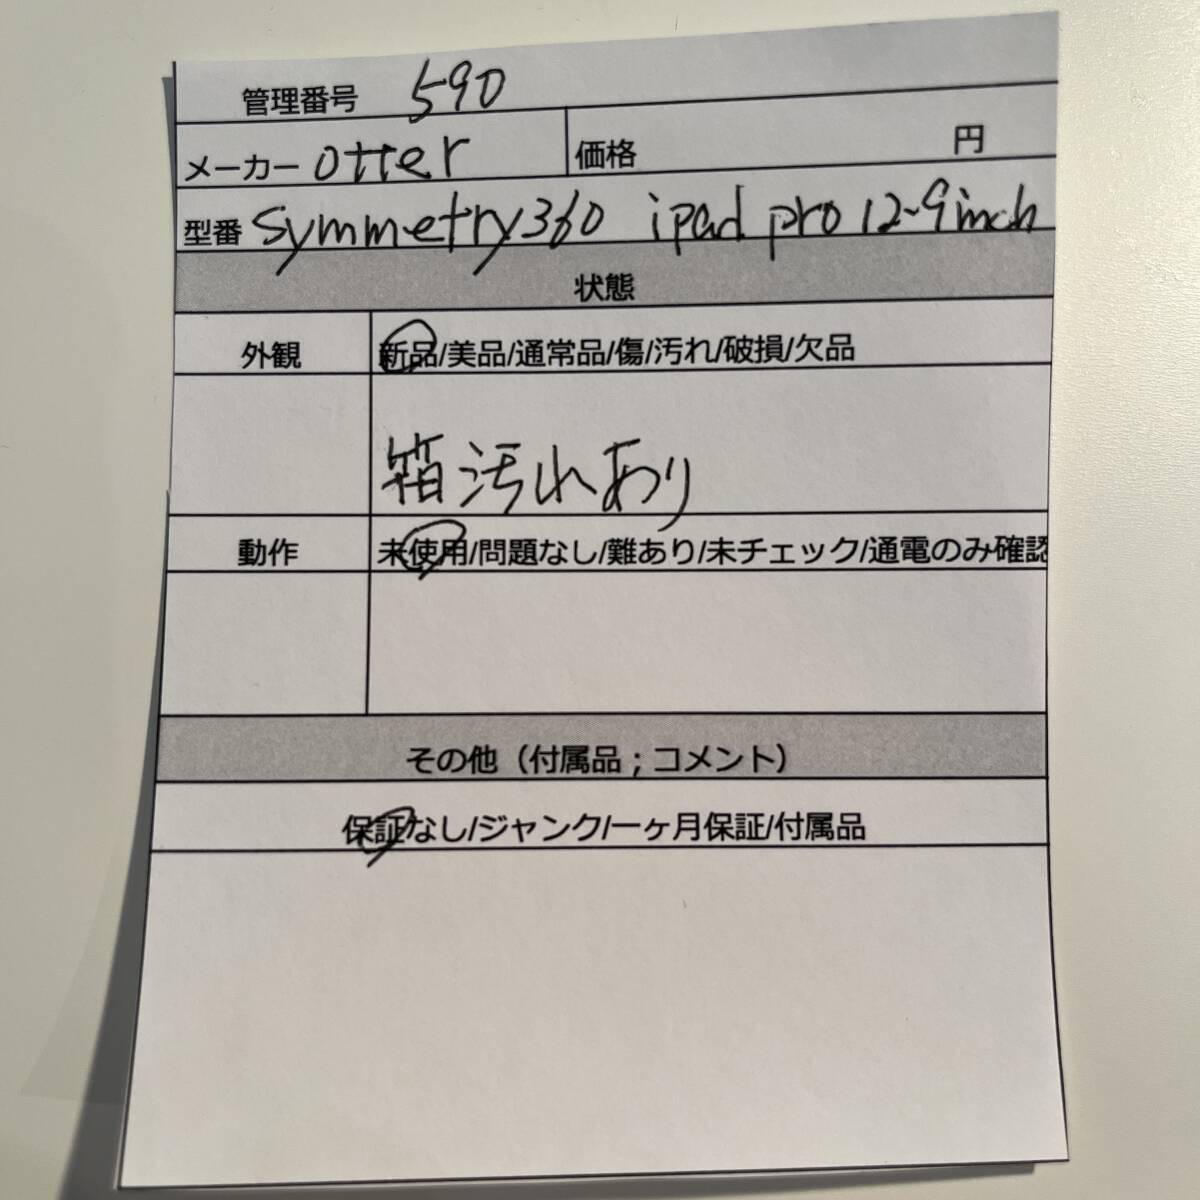 管理番号 590
メーカー otter 価格 円
型番 symmetry360 ipad pro 12-9inch
状態
外観 新品/美品/通常品/傷/汚れ/破損/欠品
箱汚れあり
動作 未使用/問題なし/難あり/未チェック/通電のみ確認
その他（付属品；コメント）
保証なし/ジャンク/一ヶ月保証/付属品